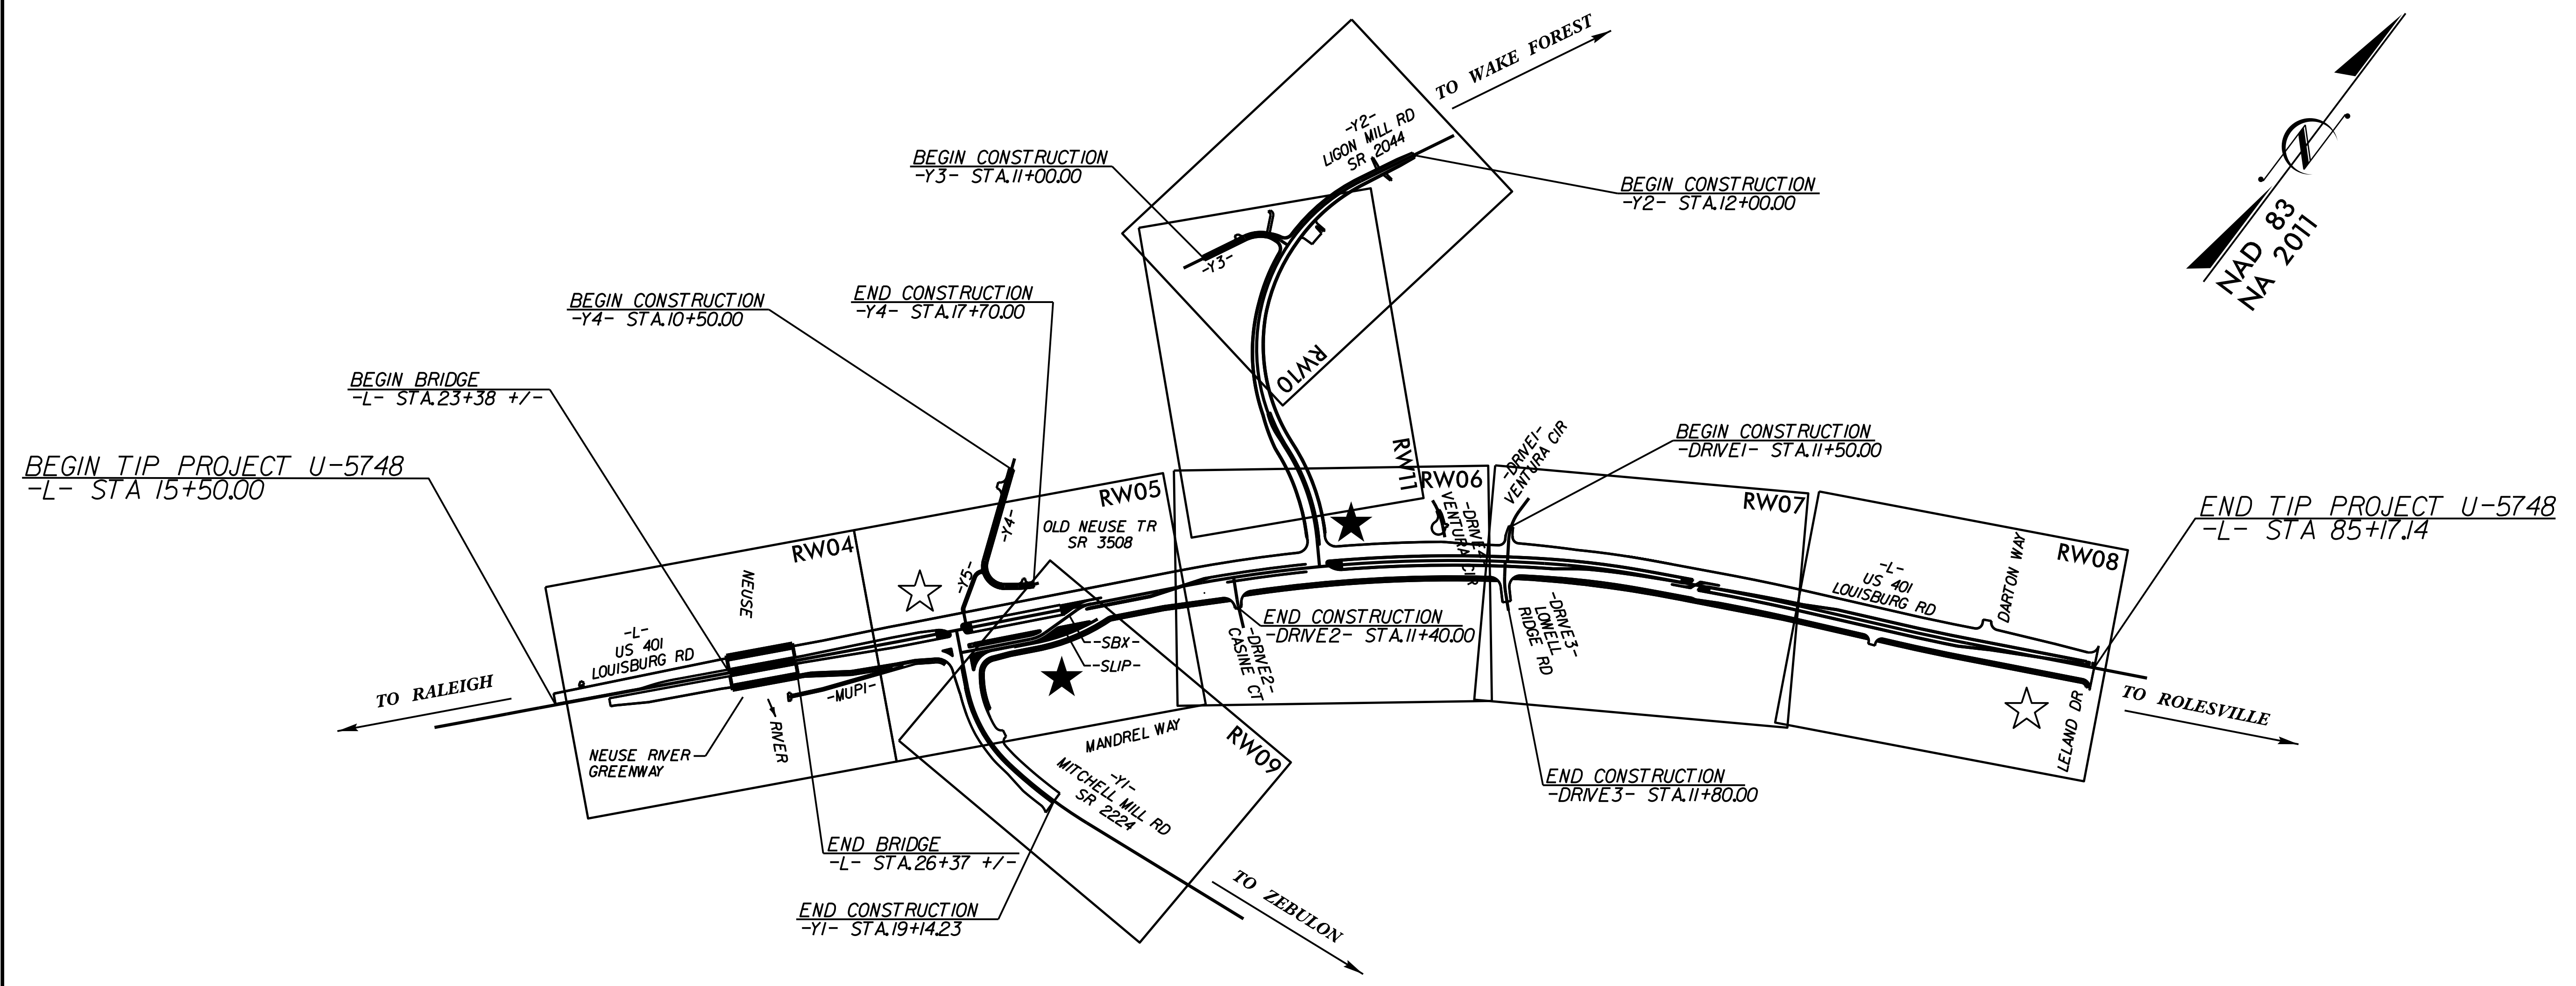 TO WAKE FOREST
-Y2-
LIGON MILL RD
SR 2044
BEGIN CONSTRUCTION
-Y3- STA.11+00.00
BEGIN CONSTRUCTION
-Y2- STA.12+00.00
N
NAD 83
NA 2011
-Y3-
BEGIN CONSTRUCTION
-Y4- STA.10+50.00
END CONSTRUCTION
-Y4- STA.17+70.00
RW10
BEGIN BRIDGE
-L- STA.23+38 +/-
BEGIN TIP PROJECT U-5748
-L- STA 15+50.00
RW11
-DRIVE1-
VENTURA CIR
BEGIN CONSTRUCTION
-DRIVE1- STA.11+50.00
RW04
RW05
RW06
RW07
RW08
END TIP PROJECT U-5748
-L- STA 85+17.14
-Y4-
OLD NEUSE TR
SR 3508
-DRIVE4-
VENTURA CIR
-Y5-
NEUSE
-L-
US 401
LOUISBURG RD
-L-
US 401
LOUISBURG RD
DARTON WAY
END CONSTRUCTION
-DRIVE2- STA.11+40.00
-DRIVE2-
CASINE CT
-DRIVE3-
LOWELL
RIDGE RD
-SBX-
-SLIP-
TO RALEIGH
-MUP1-
RIVER
NEUSE RIVER
GREENWAY
MANDREL WAY
RW09
TO ROLESVILLE
LELAND DR
-Y1-
MITCHELL MILL RD
SR 2224
END CONSTRUCTION
-DRIVE3- STA.11+80.00
END BRIDGE
-L- STA.26+37 +/-
END CONSTRUCTION
-Y1- STA.19+14.23
TO ZEBULON